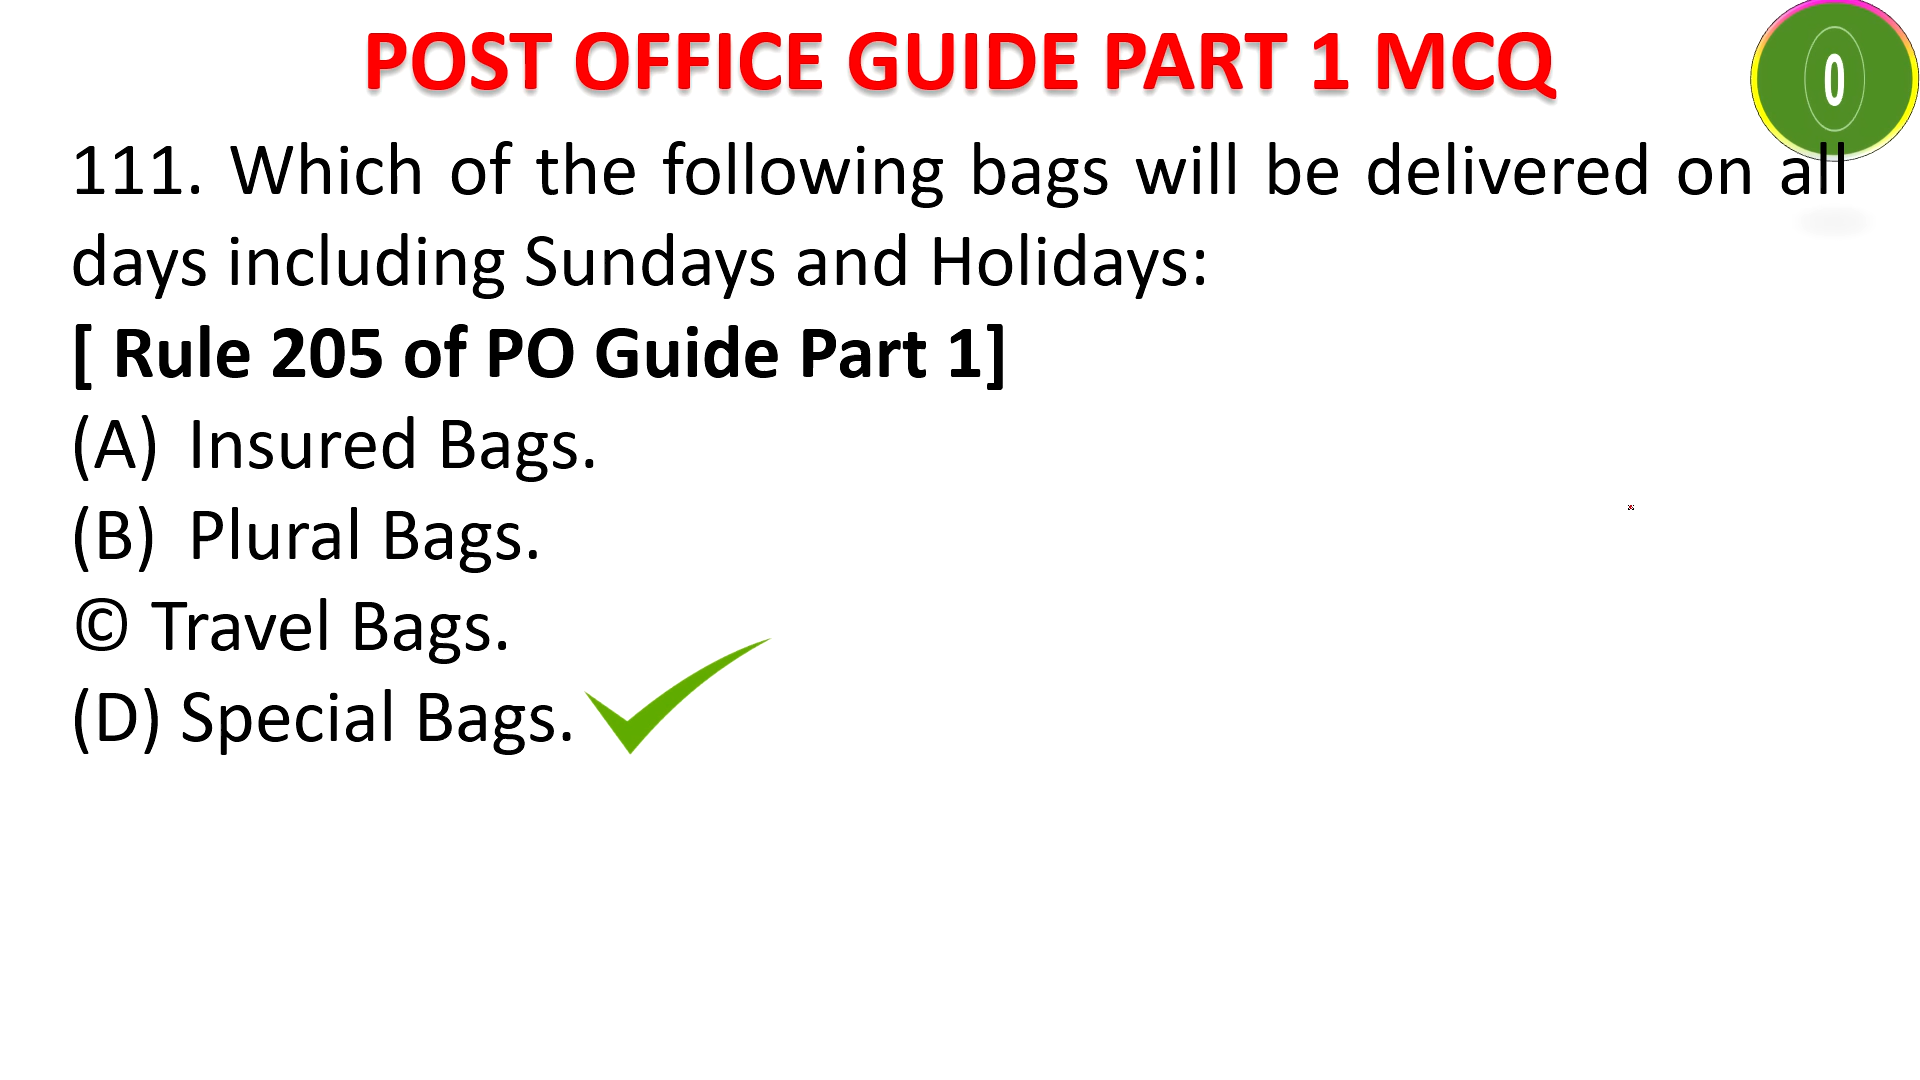 POST OFFICE GUIDE PART 1 MCQ
0
111. Which of the following bags will be delivered on all
days including Sundays and Holidays:
[ Rule 205 of PO Guide Part 1]
(A) Insured Bags.
(B) Plural Bags.
© Travel Bags.
(D) Special Bags.